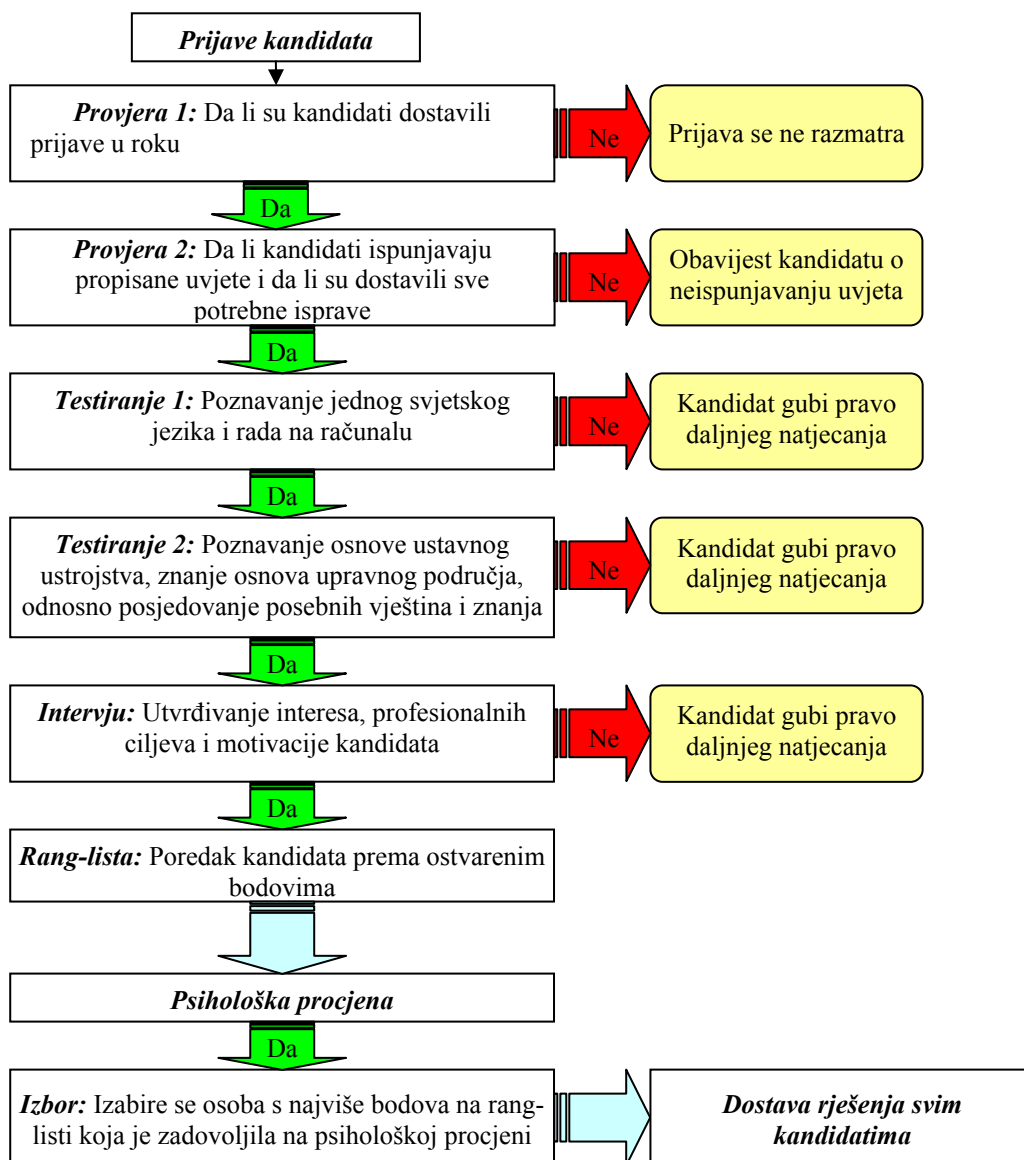 Prijave kandidata
Provjera 1: Da li su kandidati dostavili
prijave u roku
Ne
Prijava se ne razmatra
Da
Provjera 2: Da li kandidati ispunjavaju
propisane uvjete i da li su dostavili sve
potrebne isprave
Ne
Obavijest kandidatu o
neispunjavanju uvjeta
Da
Testiranje 1: Poznavanje jednog svjetskog
jezika i rada na računalu
Ne
Kandidat gubi pravo
daljnjeg natjecanja
Da
Testiranje 2: Poznavanje osnove ustavnog
ustrojstva, znanje osnova upravnog područja,
odnosno posjedovanje posebnih vještina i znanja
Ne
Kandidat gubi pravo
daljnjeg natjecanja
Da
Intervju: Utvrđivanje interesa, profesionalnih
ciljeva i motivacije kandidata
Ne
Kandidat gubi pravo
daljnjeg natjecanja
Da
Rang-lista: Poredak kandidata prema ostvarenim
bodovima
Psihološka procjena
Da
Izbor: Izabire se osoba s najviše bodova na rang-
listi koja je zadovoljila na psihološkoj procjeni
Dostava rješenja svim
kandidatima